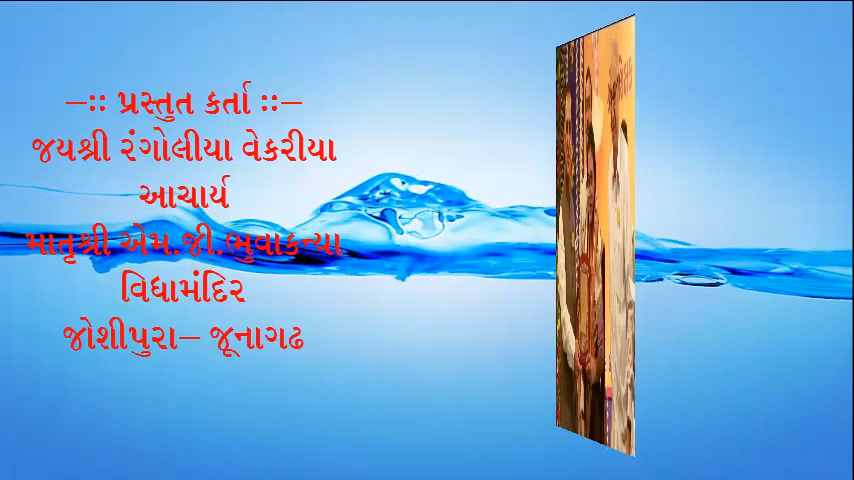 –:: પ્રસ્તુત કર્તા ::–
જયશ્રી રંગોલીયા વેકરીયા
આચાર્ય
માતૃશ્રી એમ.જી.ભુવાકન્યા
વિધામંદિર
જોશીપુરા– જૂનાગઢ